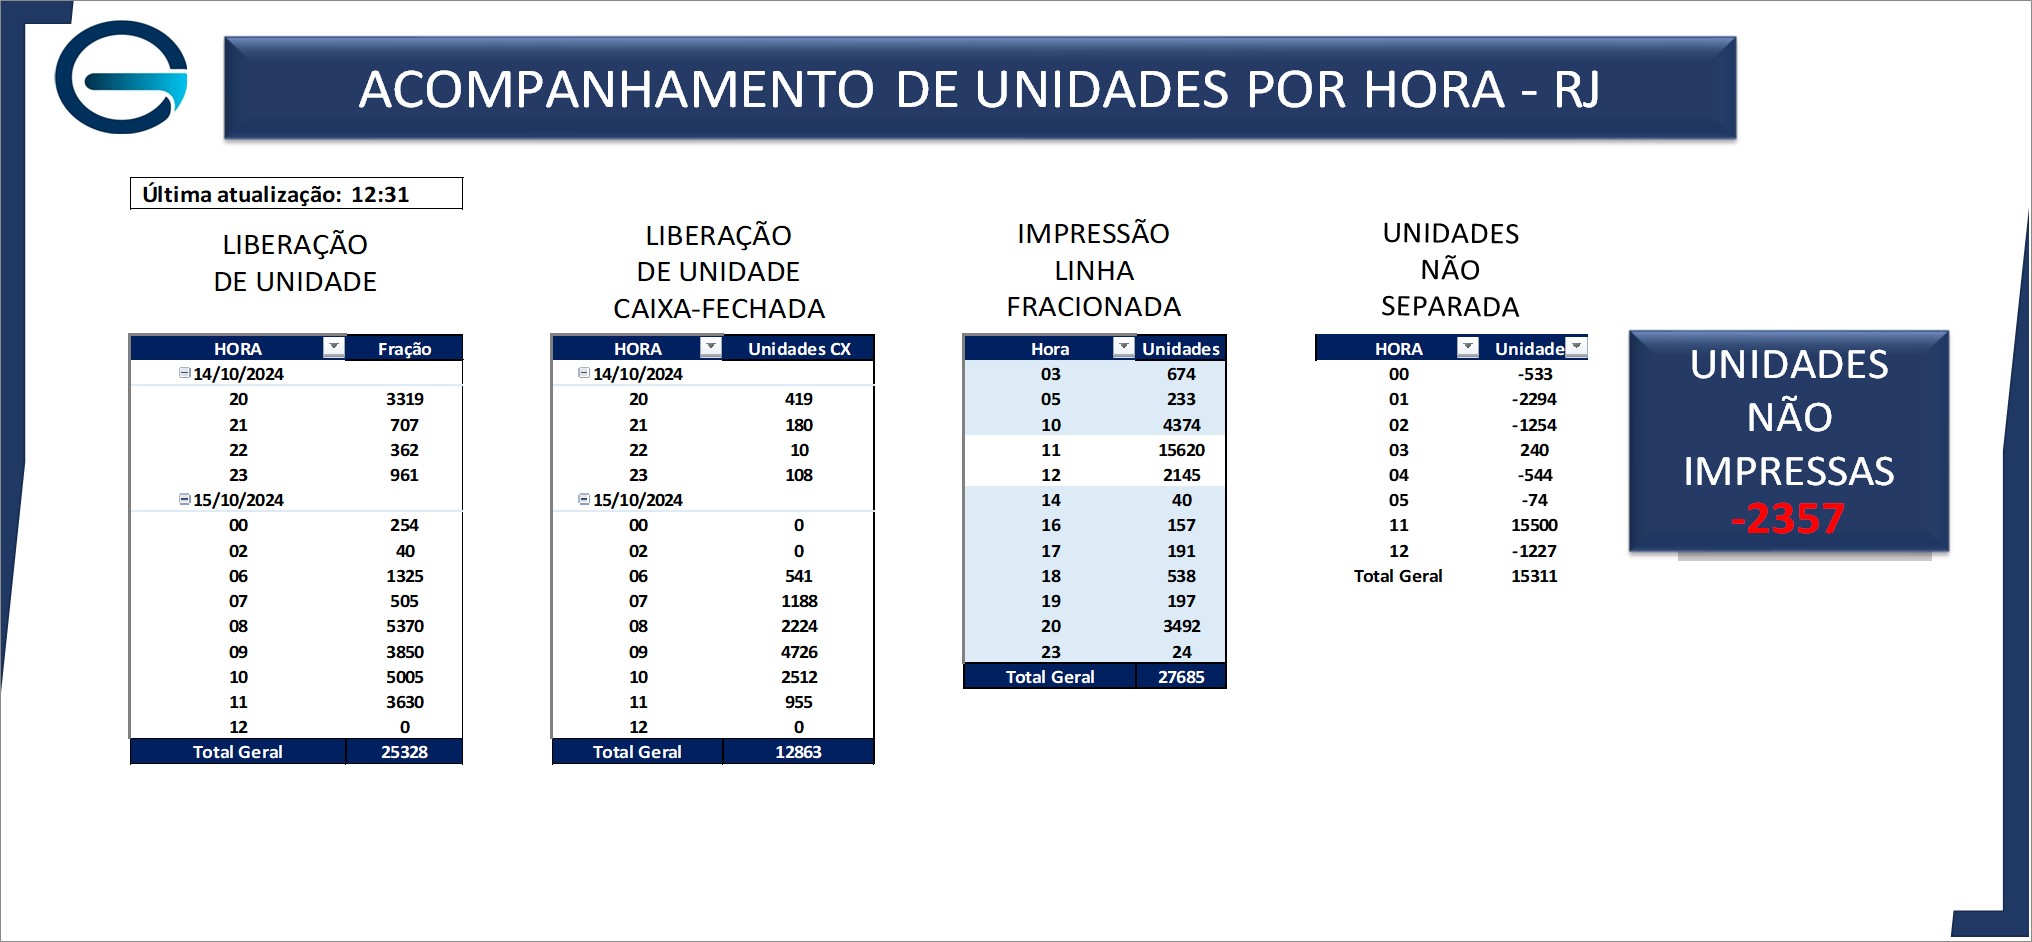 ACOMPANHAMENTO DE UNIDADES POR HORA - RJ
Última atualização: 12:31
LIBERAÇÃO
DE UNIDADE
HORA Fração
14/10/2024
20 3319
21 707
22 362
23 961
15/10/2024
00 254
02 40
06 1325
07 505
08 5370
09 3850
10 5005
11 3630
12 0
Total Geral 25328
LIBERAÇÃO
DE UNIDADE
CAIXA-FECHADA
HORA Unidades CX
14/10/2024
20 419
21 180
22 10
23 108
15/10/2024
00 0
02 0
06 541
07 1188
08 2224
09 4726
10 2512
11 955
12 0
Total Geral 12863
IMPRESSÃO
LINHA
FRACIONADA
Hora Unidades
03 674
05 233
10 4374
11 15620
12 2145
14 40
16 157
17 191
18 538
19 197
20 3492
23 24
Total Geral 27685
UNIDADES
NÃO
SEPARADA
HORA Unidade
00 -533
01 -2294
02 -1254
03 240
04 -544
05 -74
11 15500
12 -1227
Total Geral 15311
UNIDADES
NÃO
IMPRESSAS
-2357